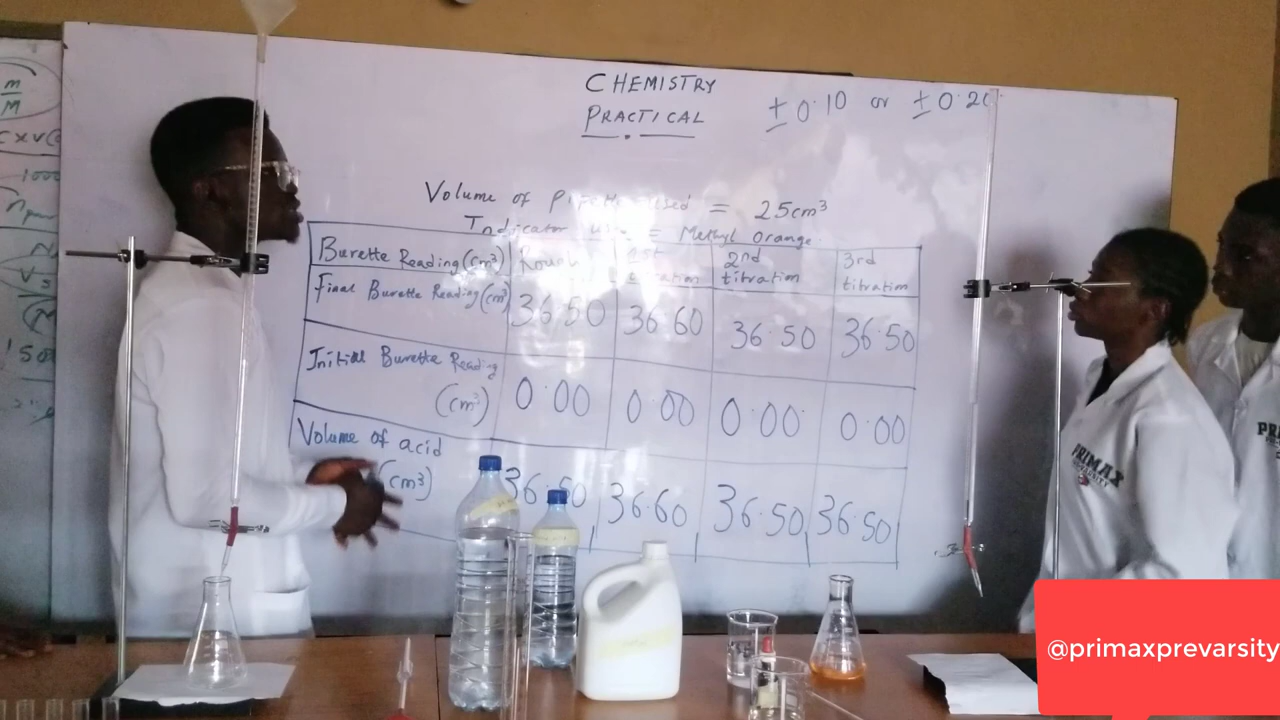 CHEMISTRY
PRACTICAL
± 0.10 or ± 0.20
Volume of used = 25cm³
Indicator = Methyl Orange
Burette Reading (cm³) Rough 1st titration 2nd titration 3rd titration
Final Burette Reading (cm³) 36.50 36.60 36.50 36.50
Initial Burette Reading (cm³) 0.00 0.00 0.00 0.00
Volume of acid (cm³) 36.50 36.60 36.50 36.50
m
M
1000
PRIMAX
@primaxprevarsity